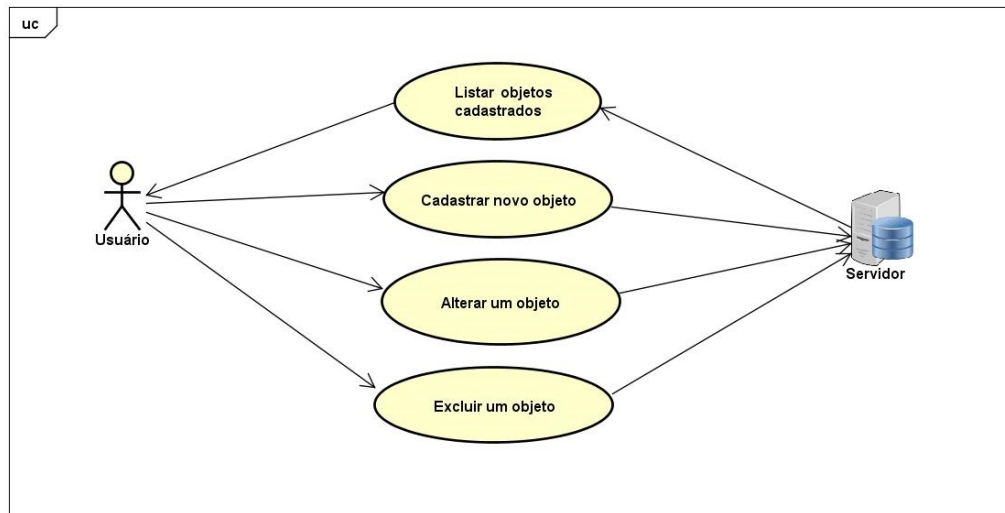 uc
Listar objetos
cadastrados
Cadastrar novo objeto
Usuário
Servidor
Alterar um objeto
Excluir um objeto